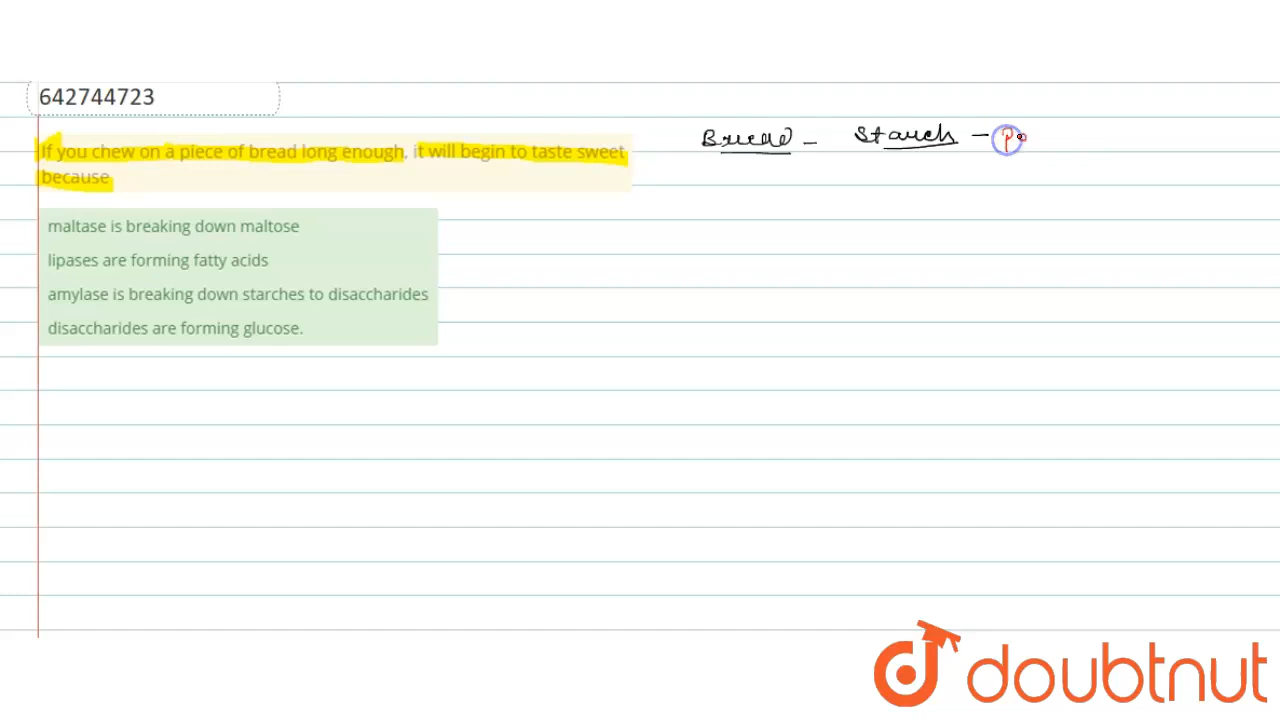 642744723
If you chew on a piece of bread long enough, it will begin to taste sweet
because
maltase is breaking down maltose
lipases are forming fatty acids
amylase is breaking down starches to disaccharides
disaccharides are forming glucose.
Bread - Starch - Po
doubtnut